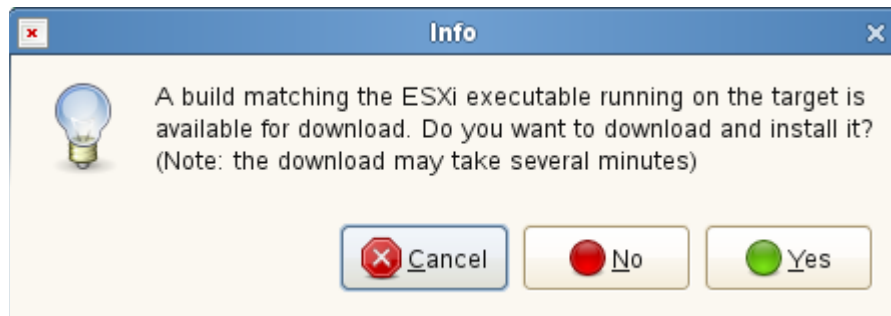 Info
A build matching the ESXi executable running on the target is
available for download. Do you want to download and install it?
(Note: the download may take several minutes)
Cancel No Yes